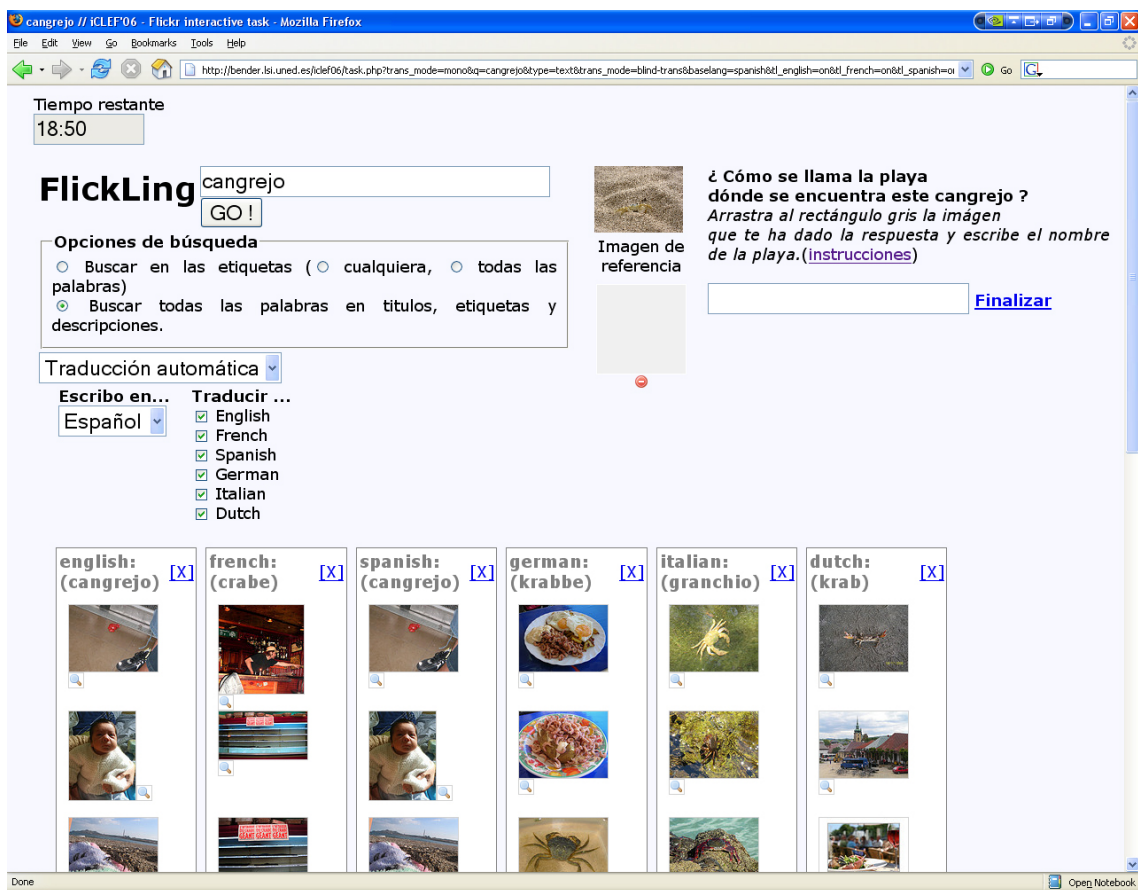 cangrejo // iCLEF'06 - Flickr interactive task - Mozilla Firefox
File Edit View Go Bookmarks Tools Help
http://bender.lsi.uned.es/iclef06/task.php?trans_mode=mono&q=cangrejo&type=text&trans_mode=blind-trans&baselang=spanish&tl_english=on&tl_french=on&tl_spanish=on
Go
Tiempo restante
18:50
FlickLing
cangrejo
GO !
Opciones de búsqueda
Buscar en las etiquetas ( cualquiera, todas las
palabras)
Buscar todas las palabras en titulos, etiquetas y
descripciones.
Traducción automática
Escribo en... Traducir ...
Español
English
French
Spanish
German
Italian
Dutch
Imagen de
referencia
¿ Cómo se llama la playa
dónde se encuentra este cangrejo ?
Arrastra al rectángulo gris la imágen
que te ha dado la respuesta y escribe el nombre
de la playa.(instrucciones)
Finalizar
english:
(cangrejo) [X]
french:
(crabe) [X]
spanish:
(cangrejo) [X]
german:
(krabbe) [X]
italian:
(granchio) [X]
dutch:
(krab) [X]
Done
Open Notebook